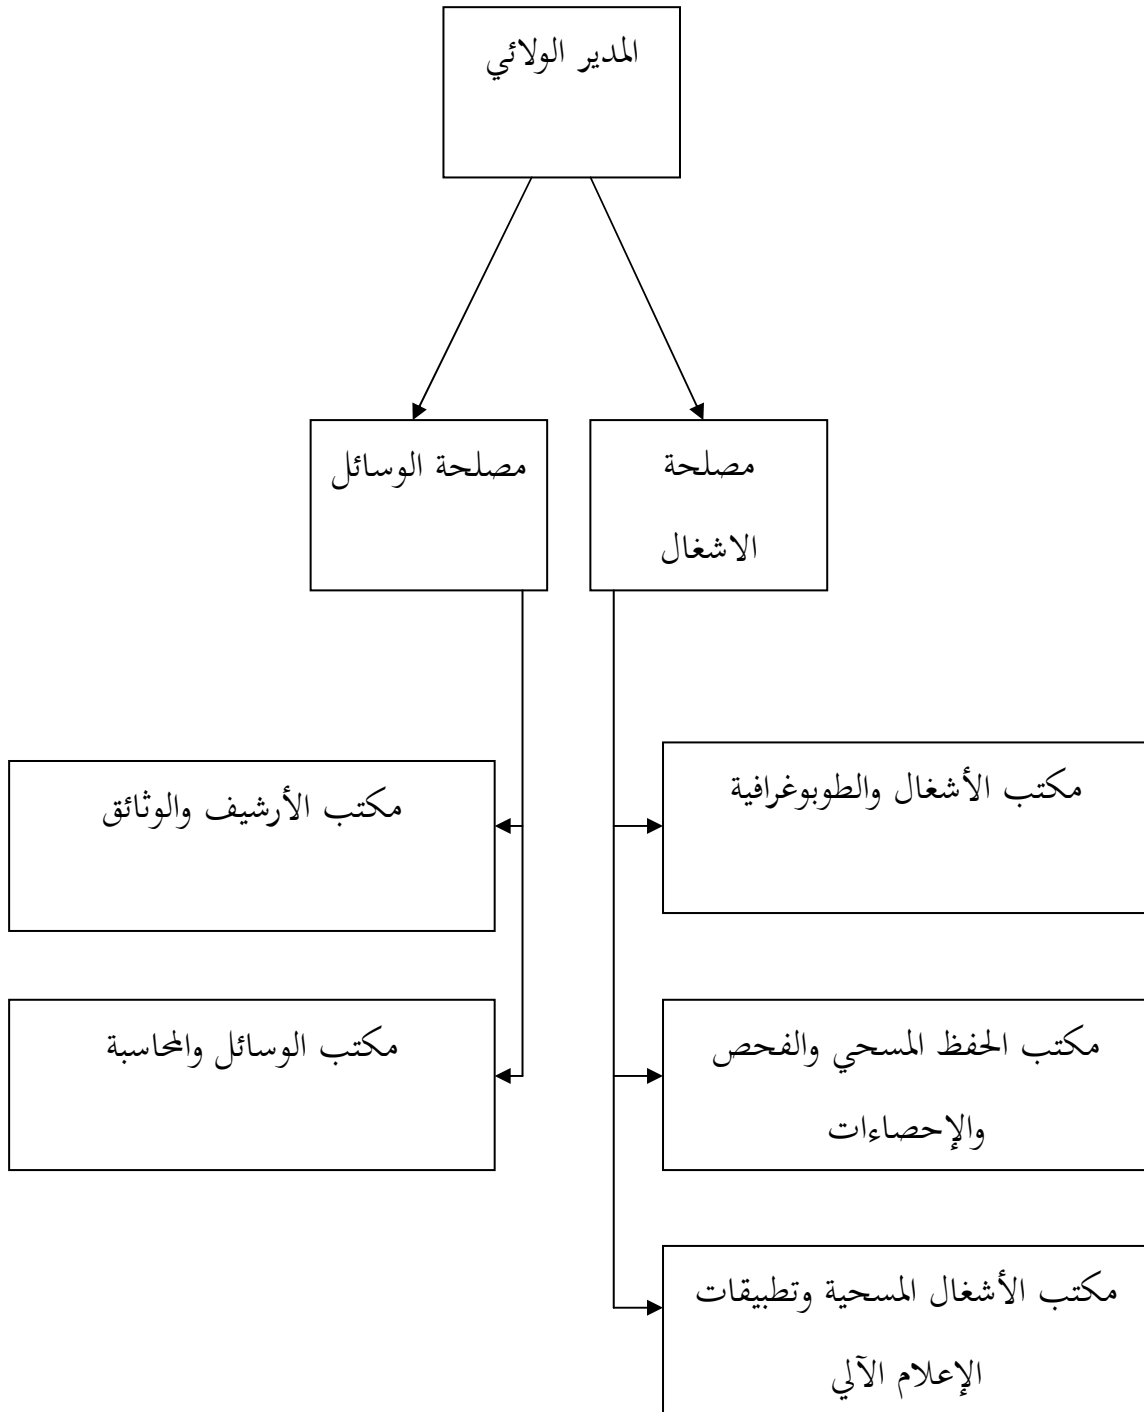 المدير الولائي
مصلحة
الاشغال
مصلحة الوسائل
مكتب الأشغال والطوبوغرافية
مكتب الأرشيف والوثائق
مكتب الحفظ المسحي والفحص
والإحصاءات
مكتب الوسائل والمحاسبة
مكتب الأشغال المسحية وتطبيقات
الإعلام الآلي